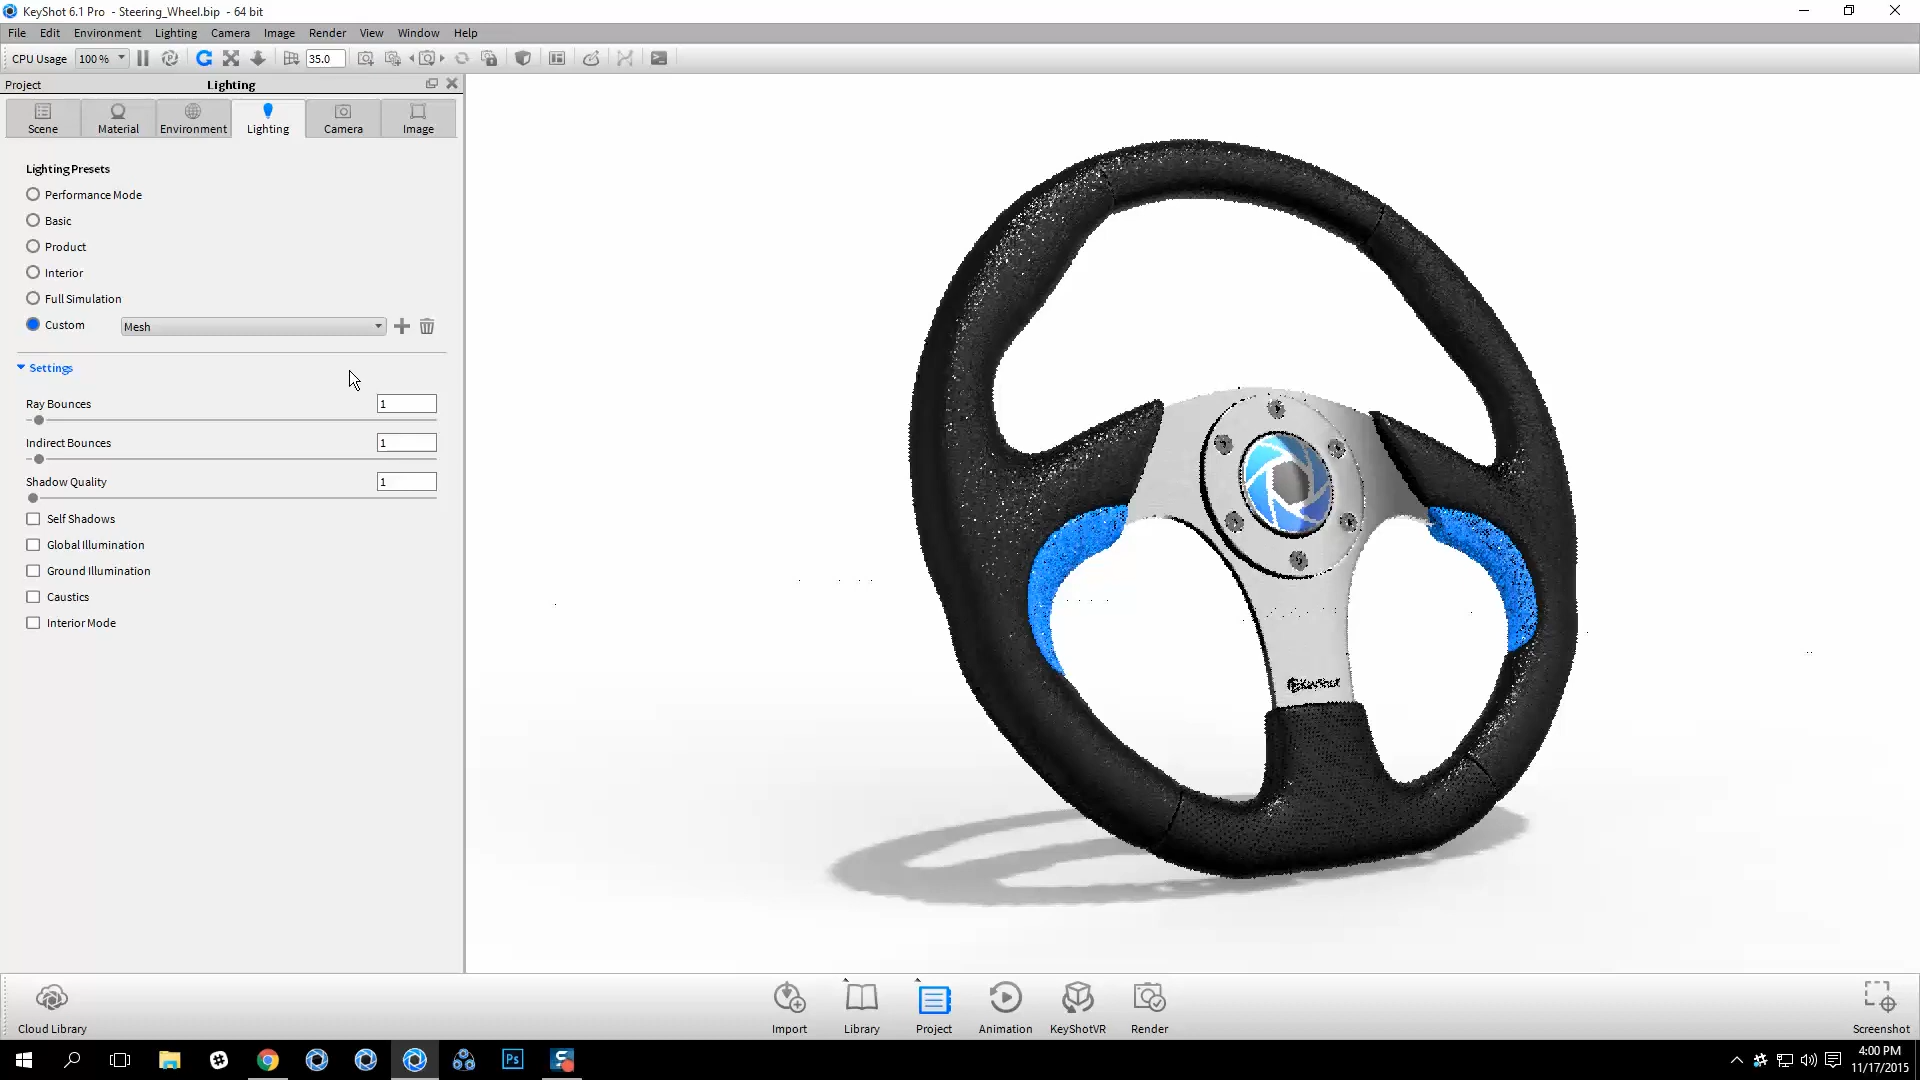 KeyShot 6.1 Pro - Steering_Wheel.bip - 64 bit
File Edit Environment Lighting Camera Image Render View Window Help
CPU Usage 100 % 35.0
Project Lighting
Scene Material Environment Lighting Camera Image
Lighting Presets
Performance Mode
Basic
Product
Interior
Full Simulation
Custom Mesh
Settings
Ray Bounces 1
Indirect Bounces 1
Shadow Quality 1
Self Shadows
Global Illumination
Ground Illumination
Caustics
Interior Mode
KeyShot
Cloud Library Import Library Project Animation KeyShotVR Render Screenshot
Ps S
4:00 PM
11/17/2015